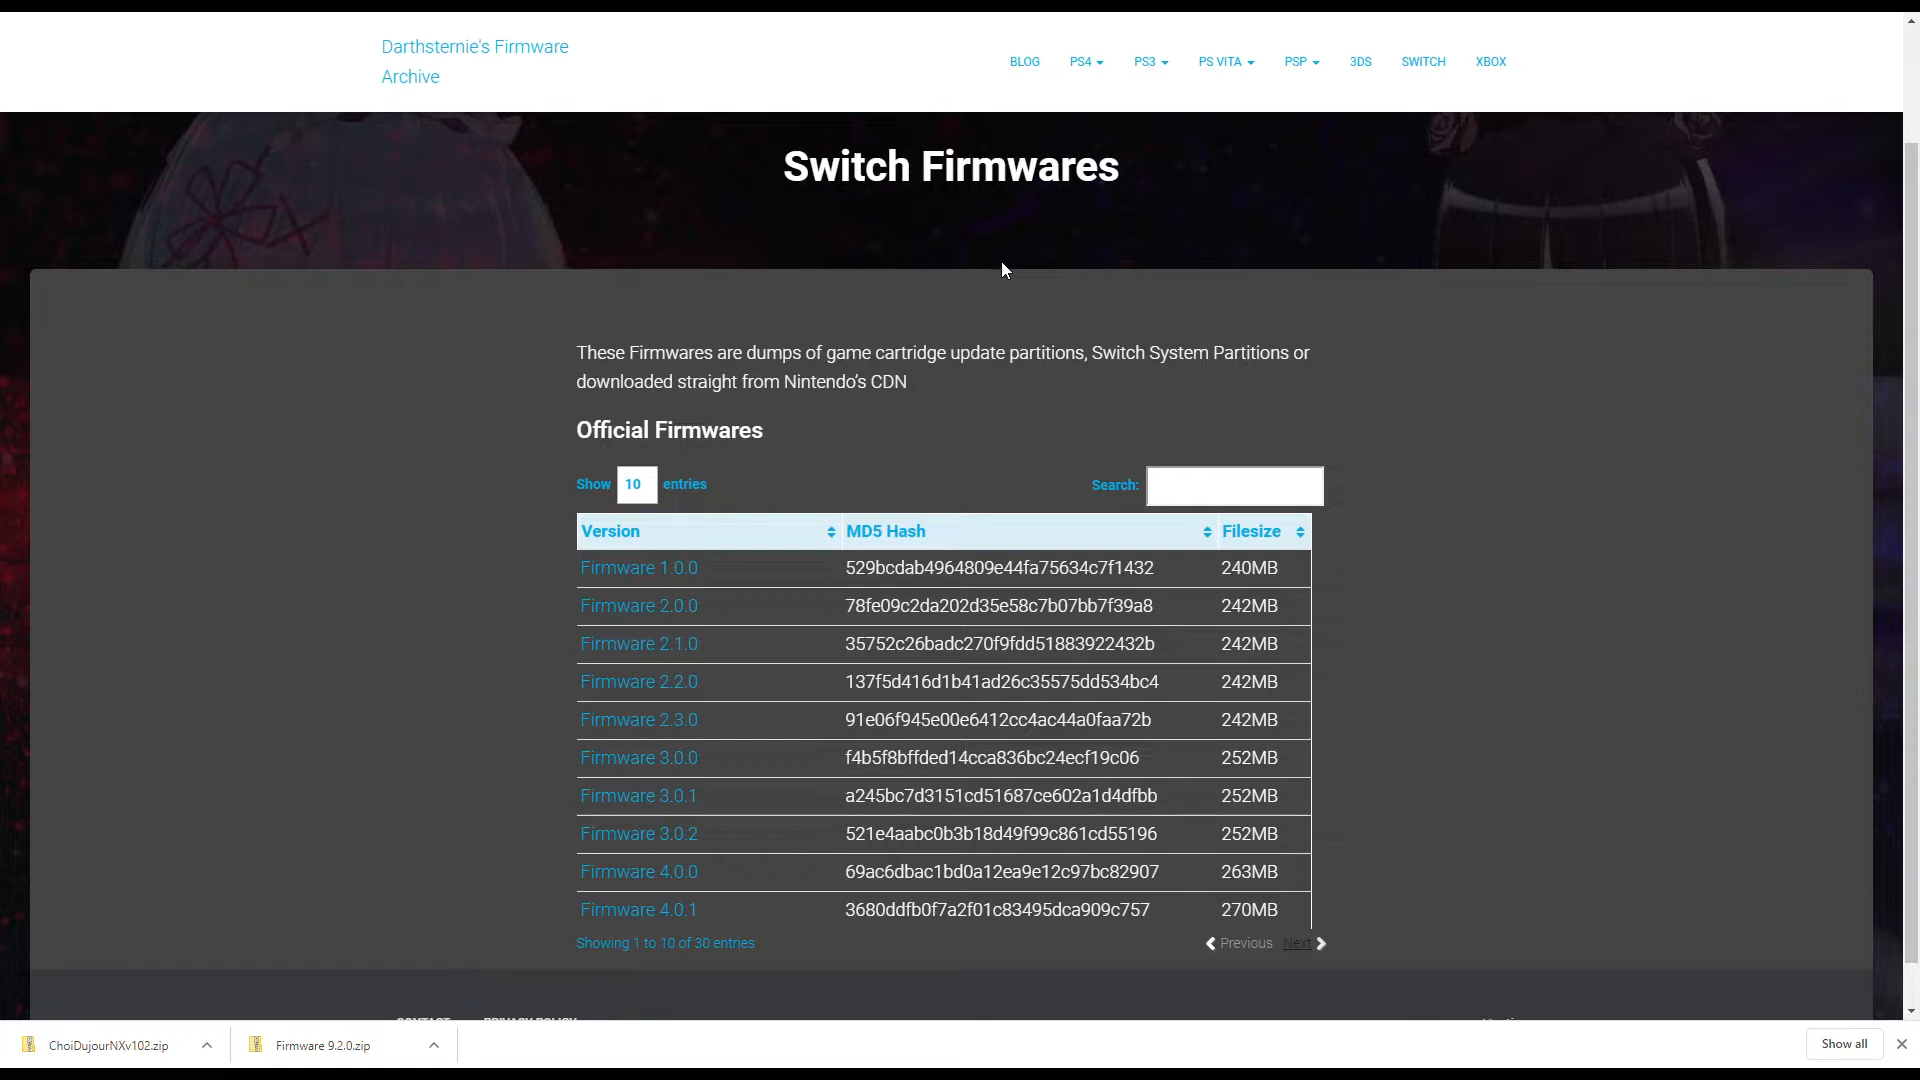 Darthsternie's Firmware
Archive
BLOG PS4 PS3 PS VITA PSP 3DS SWITCH XBOX
Switch Firmwares
These Firmwares are dumps of game cartridge update partitions, Switch System Partitions or
downloaded straight from Nintendo’s CDN
Official Firmwares
Show 10 entries Search:
Version MD5 Hash Filesize
Firmware 1.0.0 529bcdab4964809e44fa75634c7f1432 240MB
Firmware 2.0.0 78fe09c2da202d35e58c7b07bb7f39a8 242MB
Firmware 2.1.0 35752c26badc270f9fdd51883922432b 242MB
Firmware 2.2.0 137f5d416d1b41ad26c35575dd534bc4 242MB
Firmware 2.3.0 91e06f945e00e6412cc4ac44a0faa72b 242MB
Firmware 3.0.0 f4b5f8bffded14cca836bc24ecf19c06 252MB
Firmware 3.0.1 a245bc7d3151cd51687ce602a1d4dfbb 252MB
Firmware 3.0.2 521e4aabc0b3b18d49f99c861cd55196 252MB
Firmware 4.0.0 69ac6dbac1bd0a12ea9e12c97bc82907 263MB
Firmware 4.0.1 3680ddfb0f7a2f01c83495dca909c757 270MB
Showing 1 to 10 of 30 entries Previous Next
CONTACT PRIVACY POLICY
ChoiDujourNXv102.zip Firmware 9.2.0.zip Show all